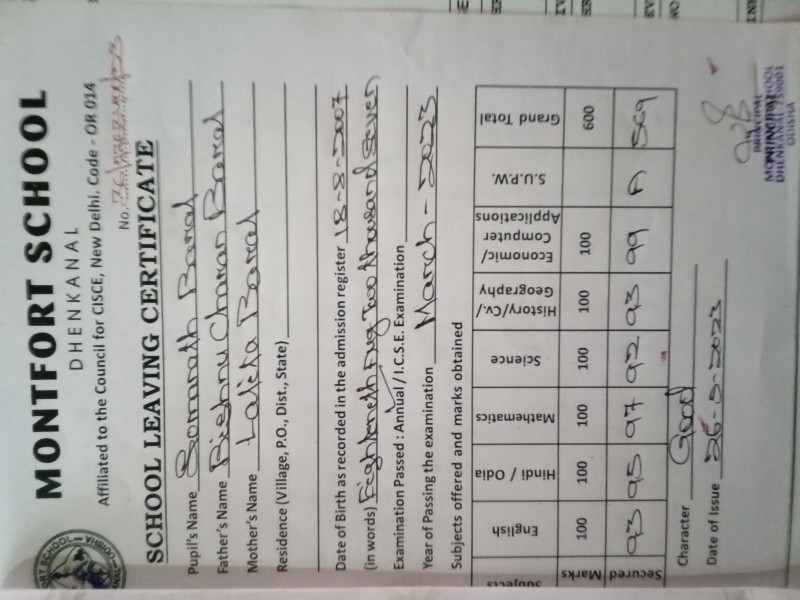 MONTFORT SCHOOL
DHENKANAL
Affiliated to the Council for CISCE, New Delhi, Code - OR 014
No.
SCHOOL LEAVING CERTIFICATE
Pupil's Name Somanath Baral
Father's Name Bishnu Charan Baral
Mother's Name Lalita Baral
Residence (Village, P.O., Dist., State)
Date of Birth as recorded in the admission register 18-8-2007
(in words) Two thousand Seven
Examination Passed : Annual / I.C.S.E. Examination
Year of Passing the examination March - 2023
Subjects offered and marks obtained
Subjects English Hindi / Odia Mathematics Science History/Cv./ Geography Economic/ Computer Applications S.U.P.W. Grand Total
Marks 100 100 100 100 100 100 600
Secured 93 95 97 92 93 99 A 569
Character Good
Date of Issue 26-5-2023
PRINCIPAL
MONTFORT SCHOOL
DHENKANAL-759001
ODISHA